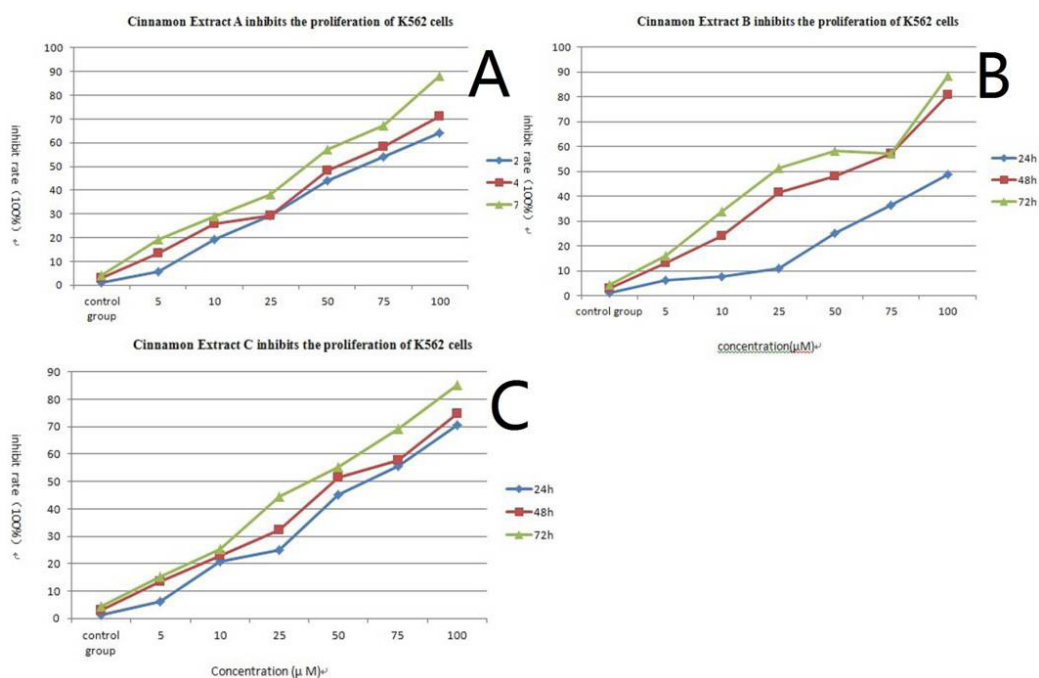 Cinnamon Extract A inhibits the proliferation of K562 cells
100
90
80
70
60
50
40
30
20
10
0
inhibit rate (100%)
control group
5
10
25
50
75
100
2
4
7
A
Cinnamon Extract B inhibits the proliferation of K562 cells
100
90
80
70
60
50
40
30
20
10
0
inhibit rate (100%)
control group
5
10
25
50
75
100
concentration(μM)
24h
48h
72h
B
Cinnamon Extract C inhibits the proliferation of K562 cells
90
80
70
60
50
40
30
20
10
0
inhibit rate (100%)
control group
5
10
25
50
75
100
Concentration (μ M)
24h
48h
72h
C